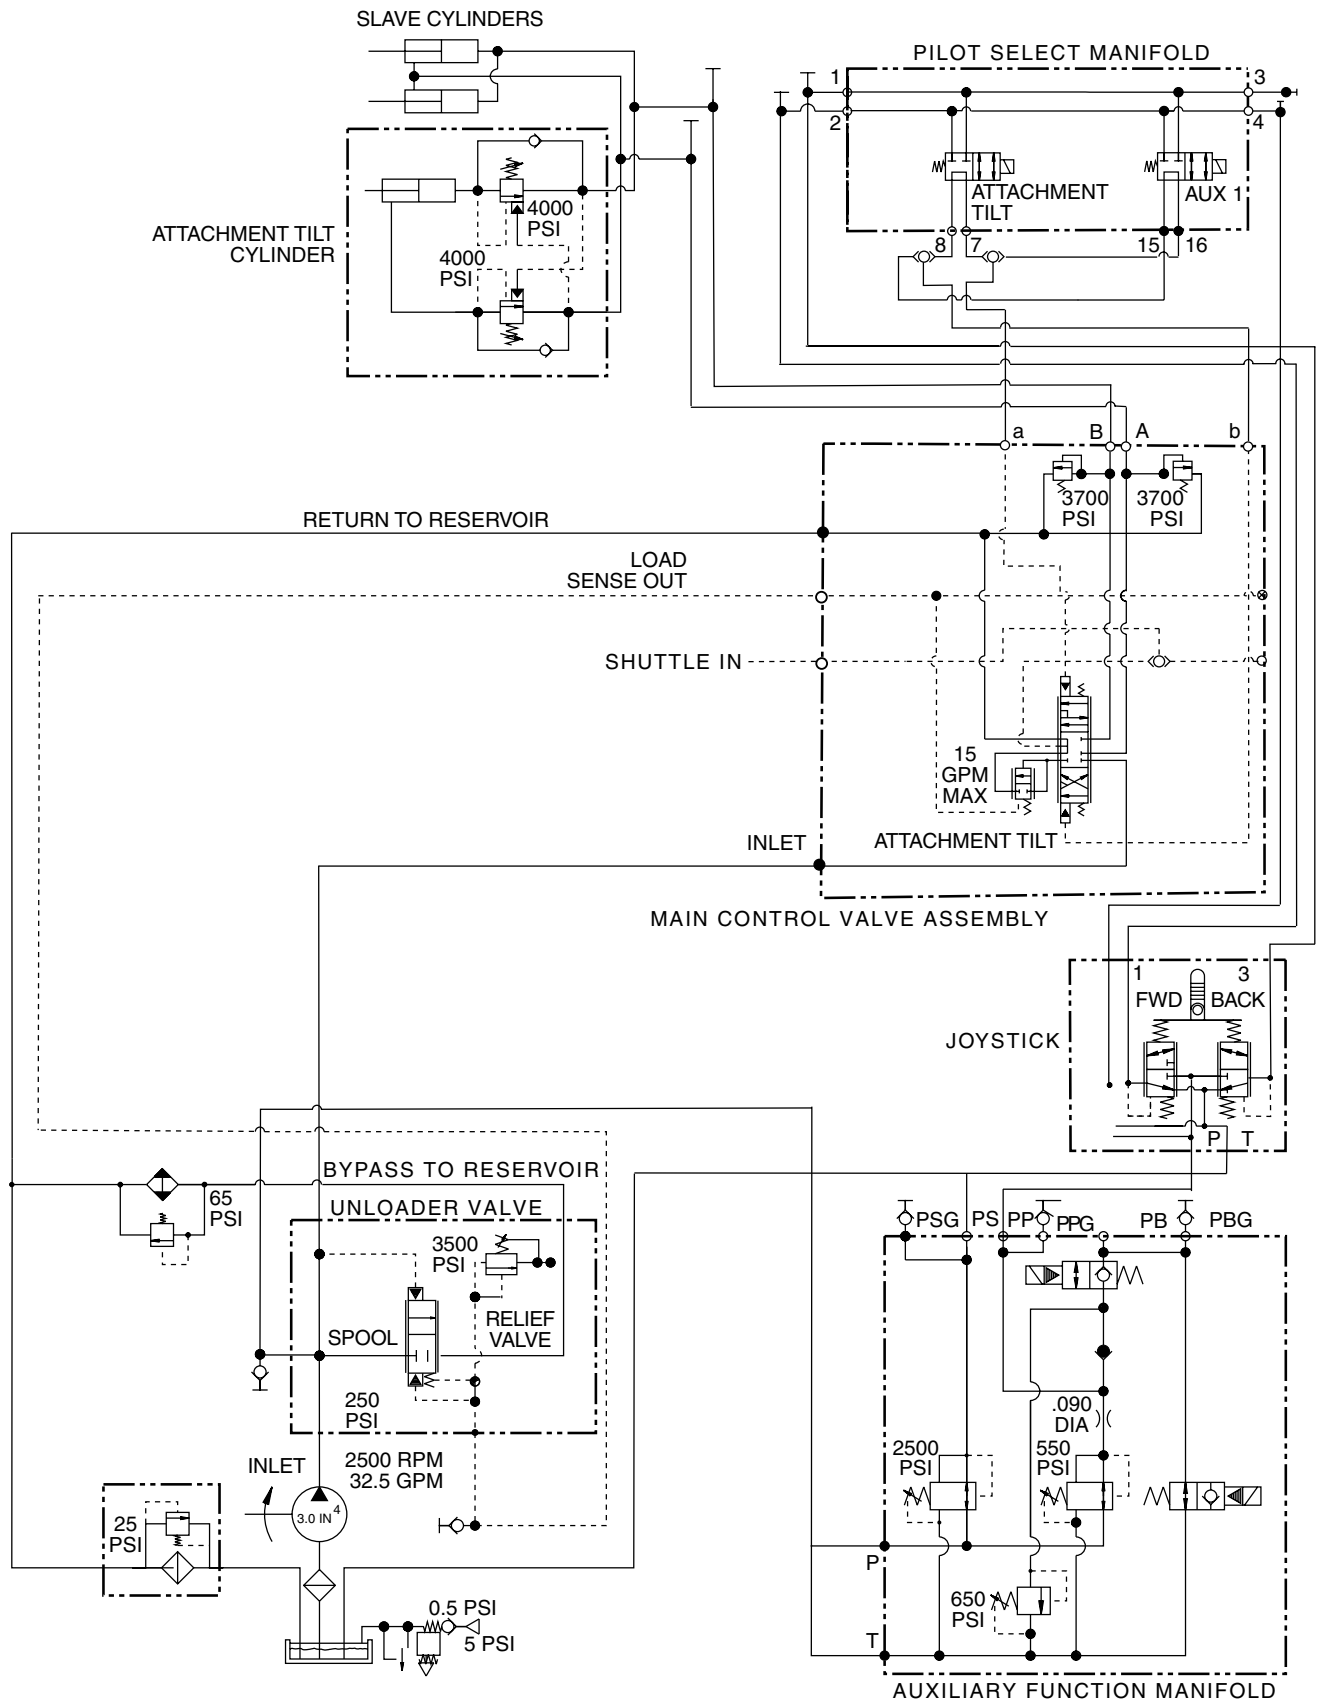 SLAVE CYLINDERS
PILOT SELECT MANIFOLD
1
3
2
4
ATTACHMENT
TILT
AUX 1
4000
PSI
ATTACHMENT TILT
CYLINDER
4000
PSI
8
7
15
16
a
B
A
b
3700
PSI
3700
PSI
RETURN TO RESERVOIR
LOAD
SENSE OUT
SHUTTLE IN
15
GPM
MAX
INLET
ATTACHMENT TILT
MAIN CONTROL VALVE ASSEMBLY
1
3
FWD
BACK
JOYSTICK
P
T
BYPASS TO RESERVOIR
65
PSI
UNLOADER VALVE
PSG
PS
PP
PPG
PB
PBG
3500
PSI
RELIEF
VALVE
SPOOL
250
PSI
.090
DIA
2500
PSI
550
PSI
INLET
2500 RPM
32.5 GPM
3.0 IN 4
25
PSI
P
650
PSI
0.5 PSI
5 PSI
T
AUXILIARY FUNCTION MANIFOLD